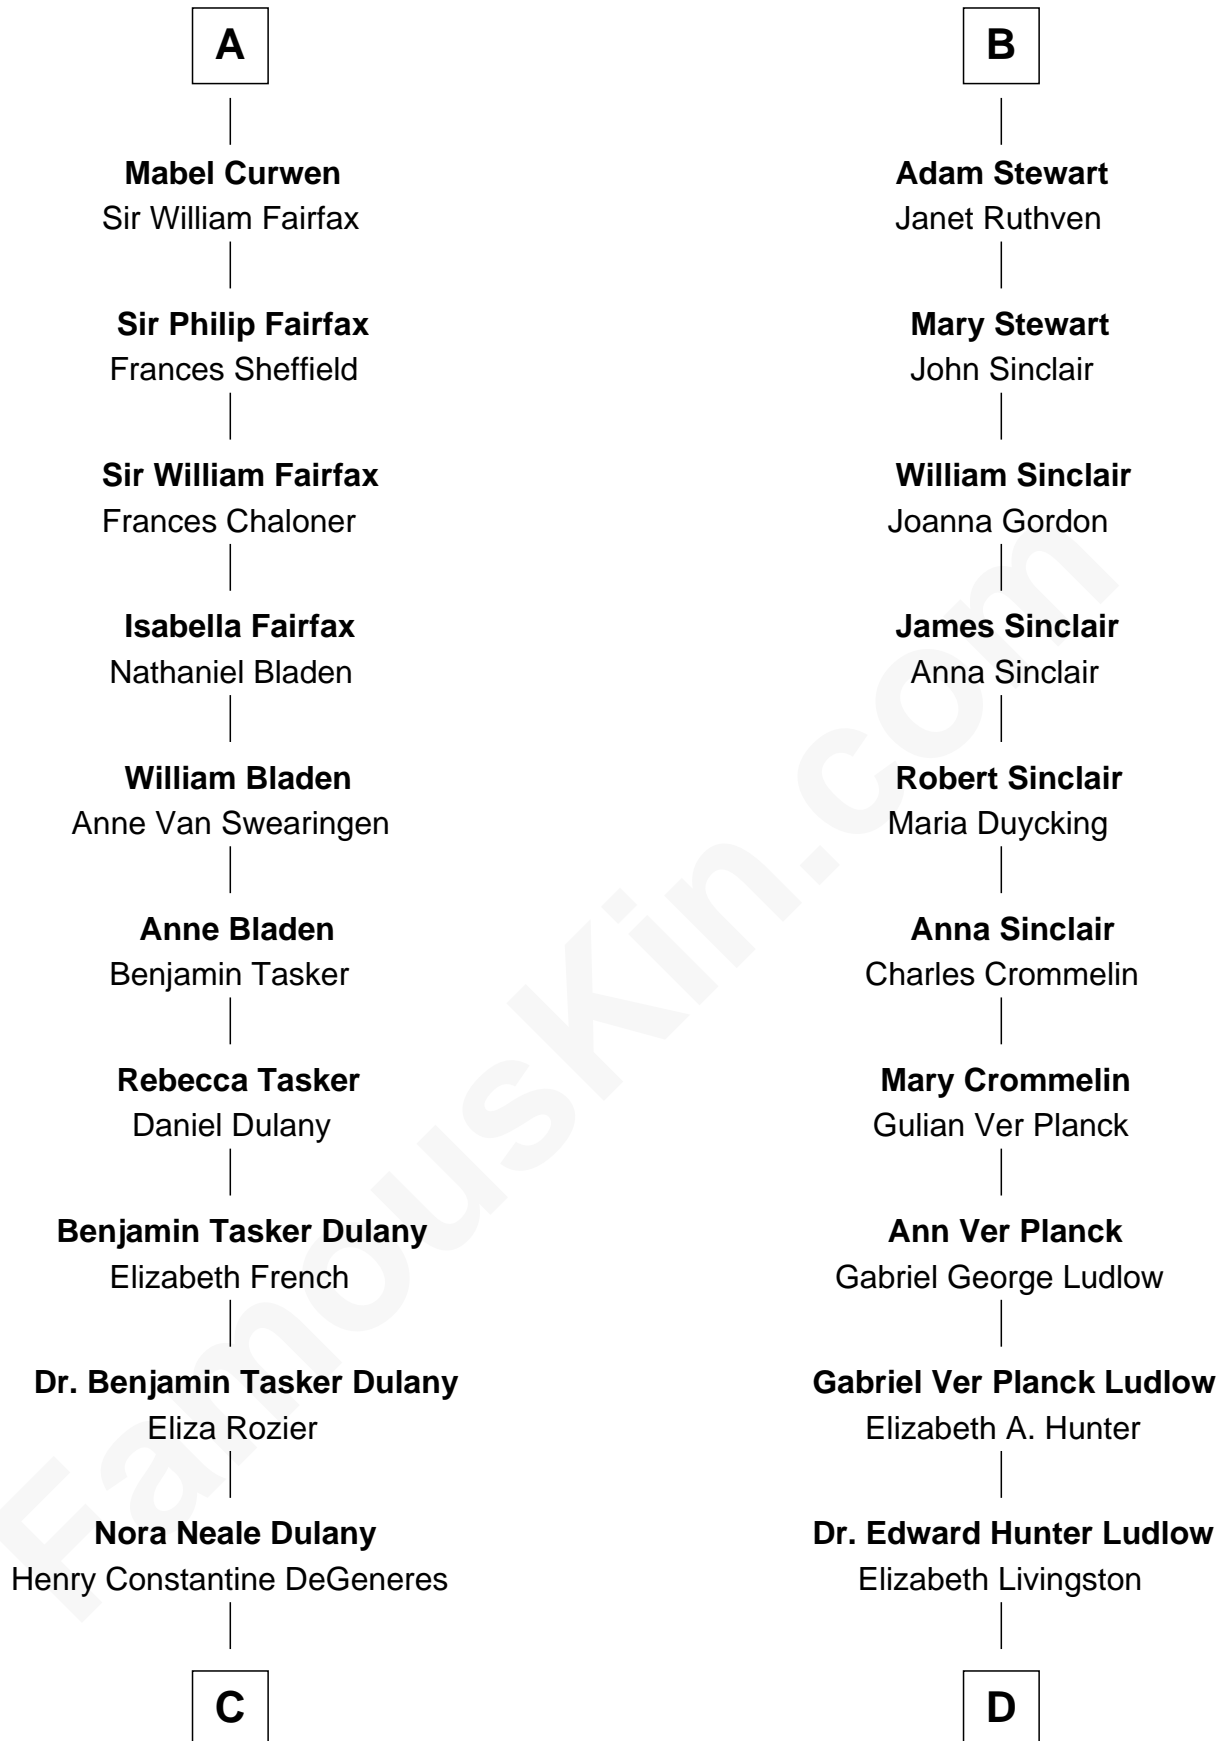 A
Mabel Curwen
Sir William Fairfax
Sir Philip Fairfax
Frances Sheffield
Sir William Fairfax
Frances Chaloner
Isabella Fairfax
Nathaniel Bladen
William Bladen
Anne Van Swearingen
Anne Bladen
Benjamin Tasker
Rebecca Tasker
Daniel Dulany
Benjamin Tasker Dulany
Elizabeth French
Dr. Benjamin Tasker Dulany
Eliza Rozier
Nora Neale Dulany
Henry Constantine DeGeneres
C
B
Adam Stewart
Janet Ruthven
Mary Stewart
John Sinclair
William Sinclair
Joanna Gordon
James Sinclair
Anna Sinclair
Robert Sinclair
Maria Duycking
Anna Sinclair
Charles Crommelin
Mary Crommelin
Gulian Ver Planck
Ann Ver Planck
Gabriel George Ludlow
Gabriel Ver Planck Ludlow
Elizabeth A. Hunter
Dr. Edward Hunter Ludlow
Elizabeth Livingston
D
FamousKin.com